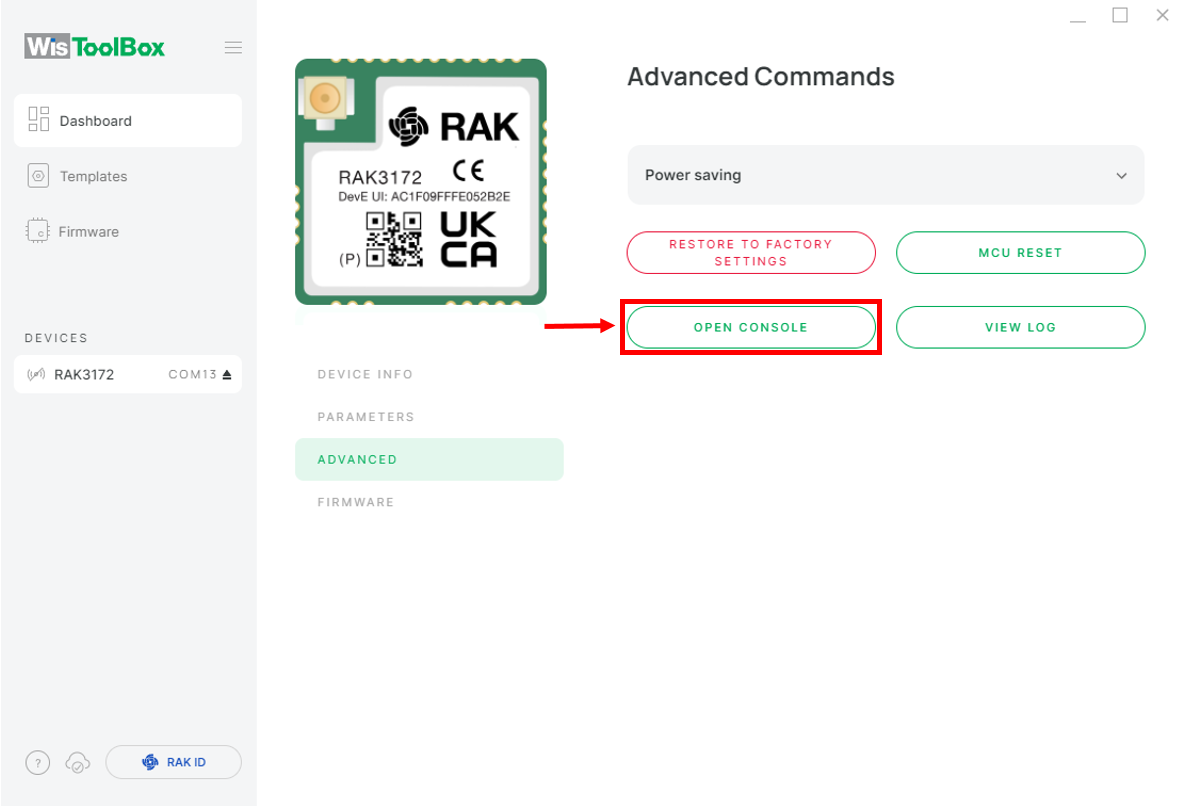 WisToolBox
Dashboard
Templates
Firmware
DEVICES
RAK3172 COM13
? RAK ID
RAK
RAK3172 CE
DevE UI: AC1F09FFFE052B2E
UK
CA
(P)
DEVICE INFO
PARAMETERS
ADVANCED
FIRMWARE
Advanced Commands
Power saving
RESTORE TO FACTORY
SETTINGS
MCU RESET
OPEN CONSOLE
VIEW LOG